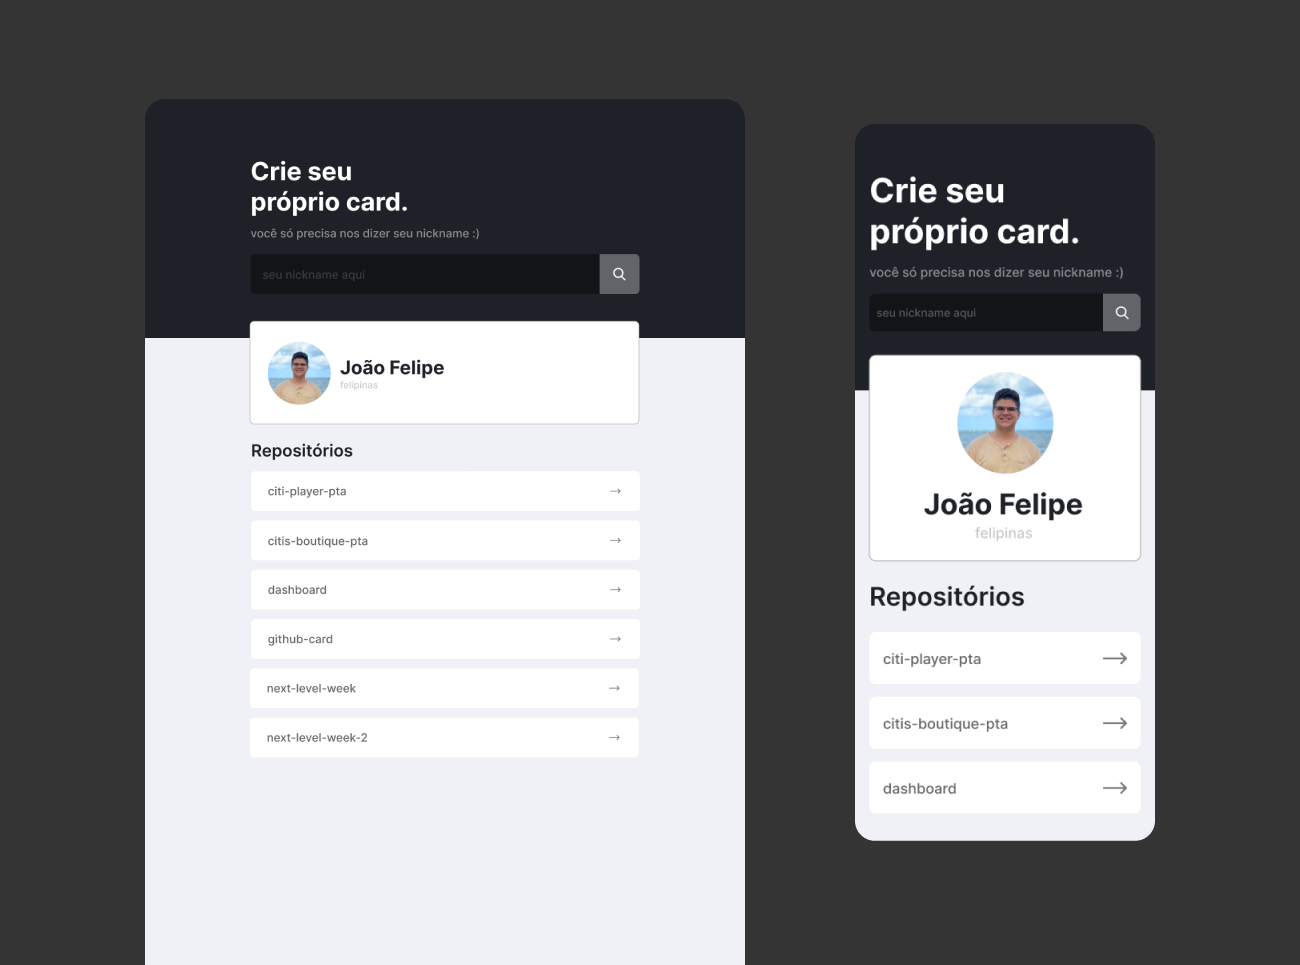 Crie seu
próprio card.
você só precisa nos dizer seu nickname :)
seu nickname aqui
João Felipe
felipinas
Repositórios
citi-player-pta
citis-boutique-pta
dashboard
github-card
next-level-week
next-level-week-2
Crie seu
próprio card.
você só precisa nos dizer seu nickname :)
seu nickname aqui
João Felipe
felipinas
Repositórios
citi-player-pta
citis-boutique-pta
dashboard